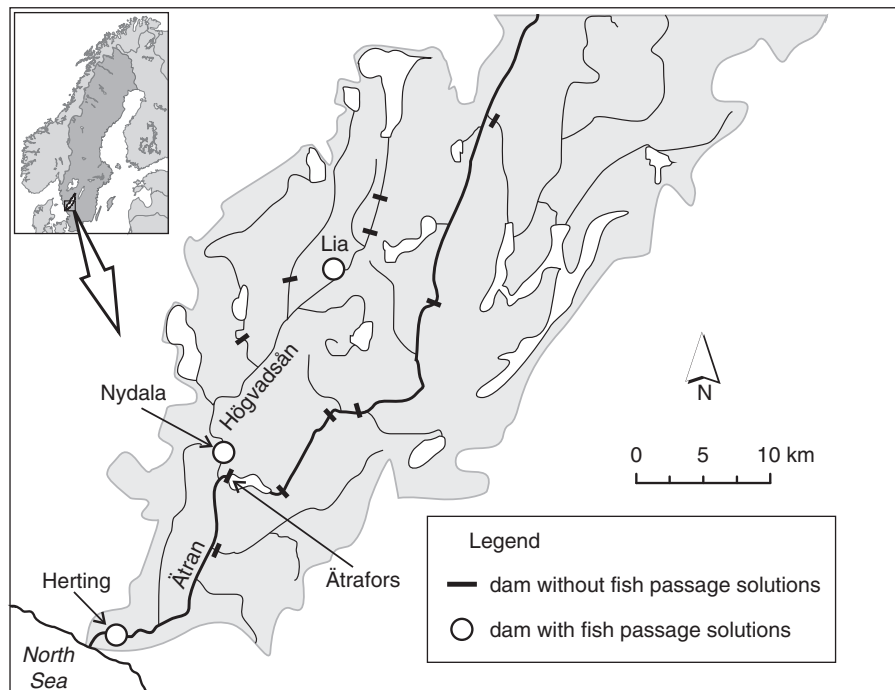 Lia
Högvadsån
Nydala
N
0 5 10 km
Ätran
Ätrafors
Herting
North
Sea
Legend
dam without fish passage solutions
dam with fish passage solutions